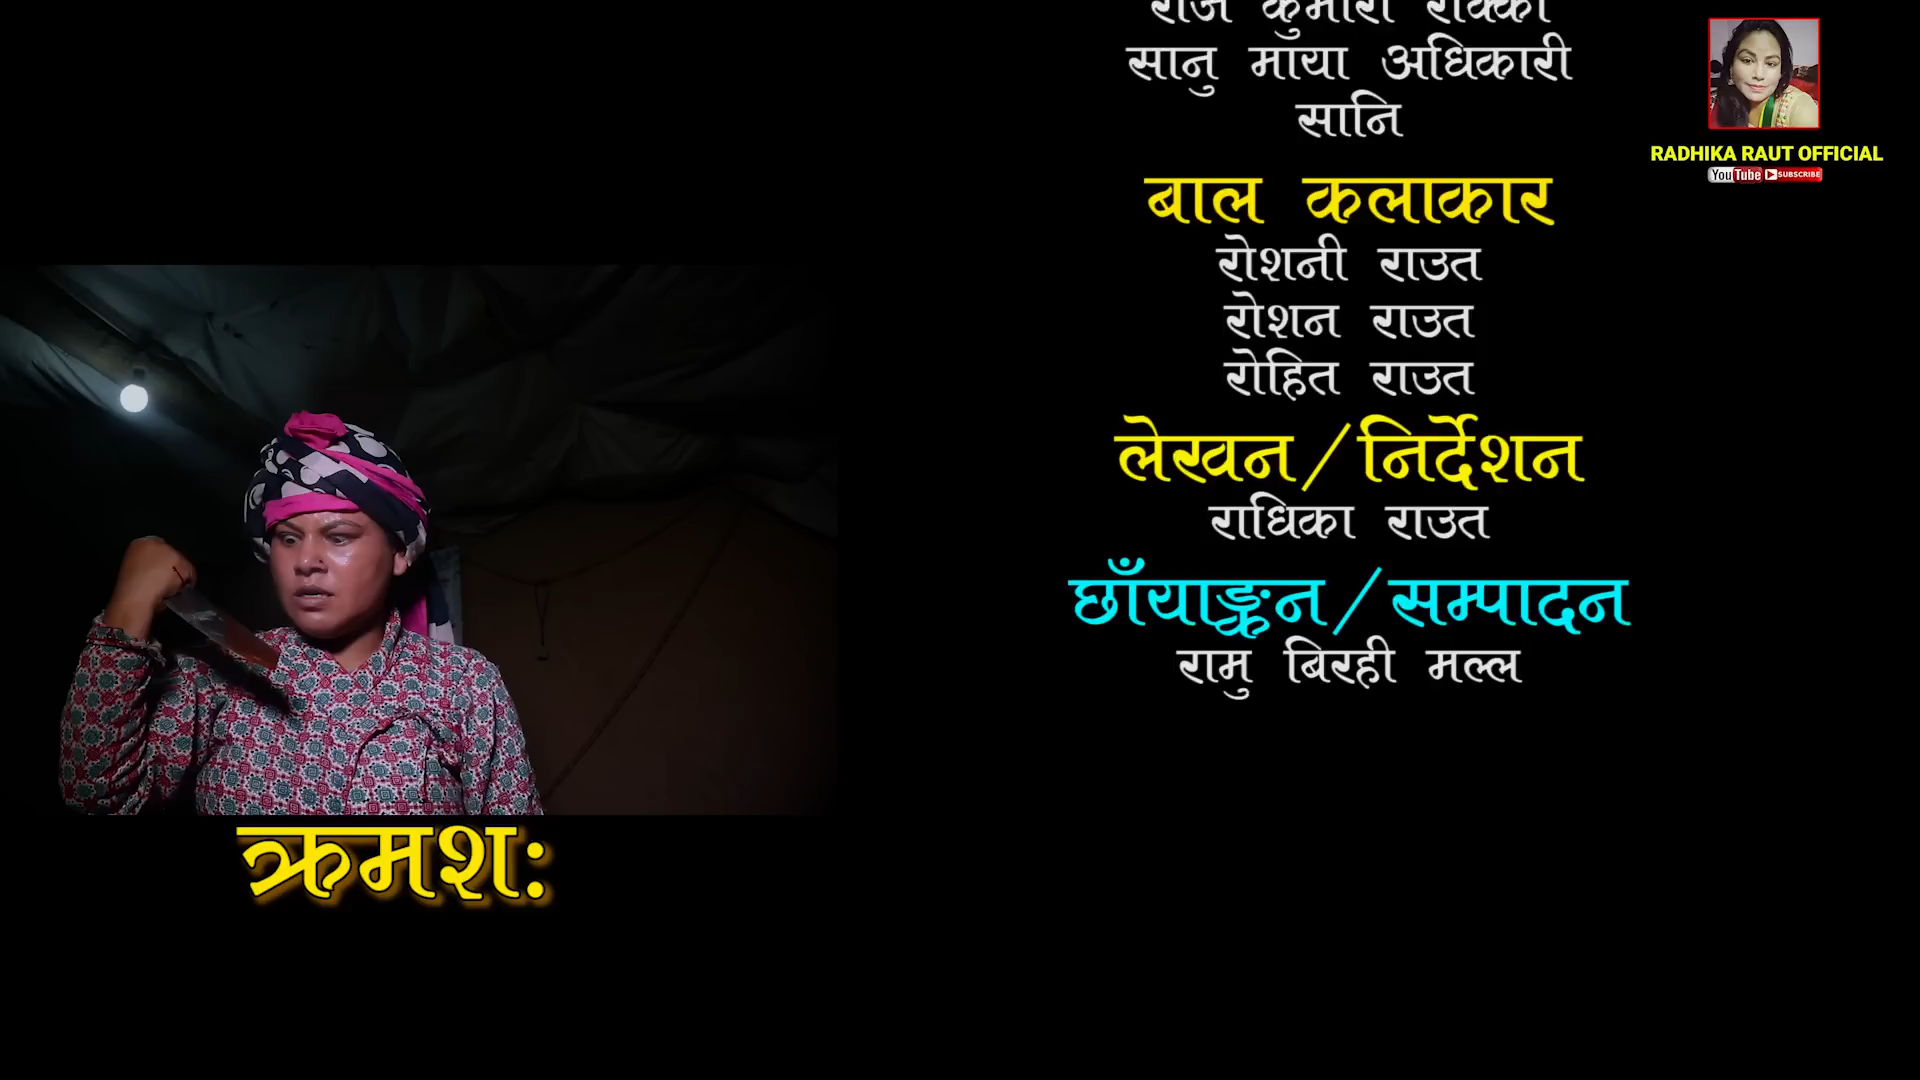 सानु माया अधिकारी
सानि
बाल कलाकार
रोशनी राउत
रोशन राउत
रोहित राउत
लेखन/निर्देशन
राधिका राउत
छाँयाङ्कन/सम्पादन
रामु बिरही मल्ल
क्रमशः
RADHIKA RAUT OFFICIAL
YouTube SUBSCRIBE